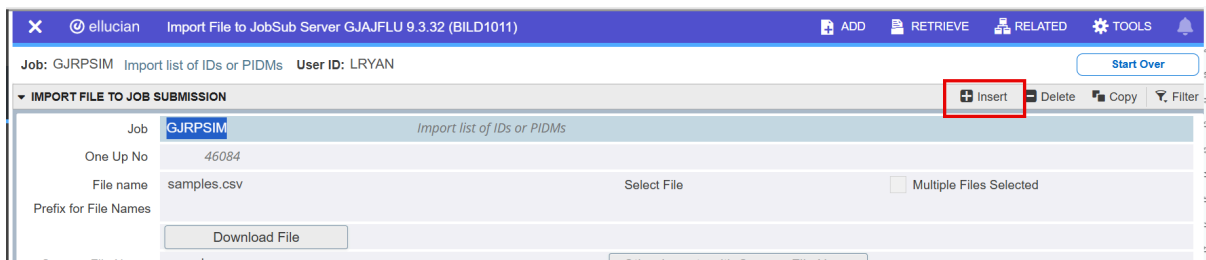 ellucian Import File to JobSub Server GJAJFLU 9.3.32 (BILD1011) ADD RETRIEVE RELATED TOOLS
Job: GJRPSIM Import list of IDs or PIDMs User ID: LRYAN Start Over
IMPORT FILE TO JOB SUBMISSION Insert Delete Copy Filter
Job GJRPSIM Import list of IDs or PIDMs
One Up No 46084
File name samples.csv Select File Multiple Files Selected
Prefix for File Names
Download File